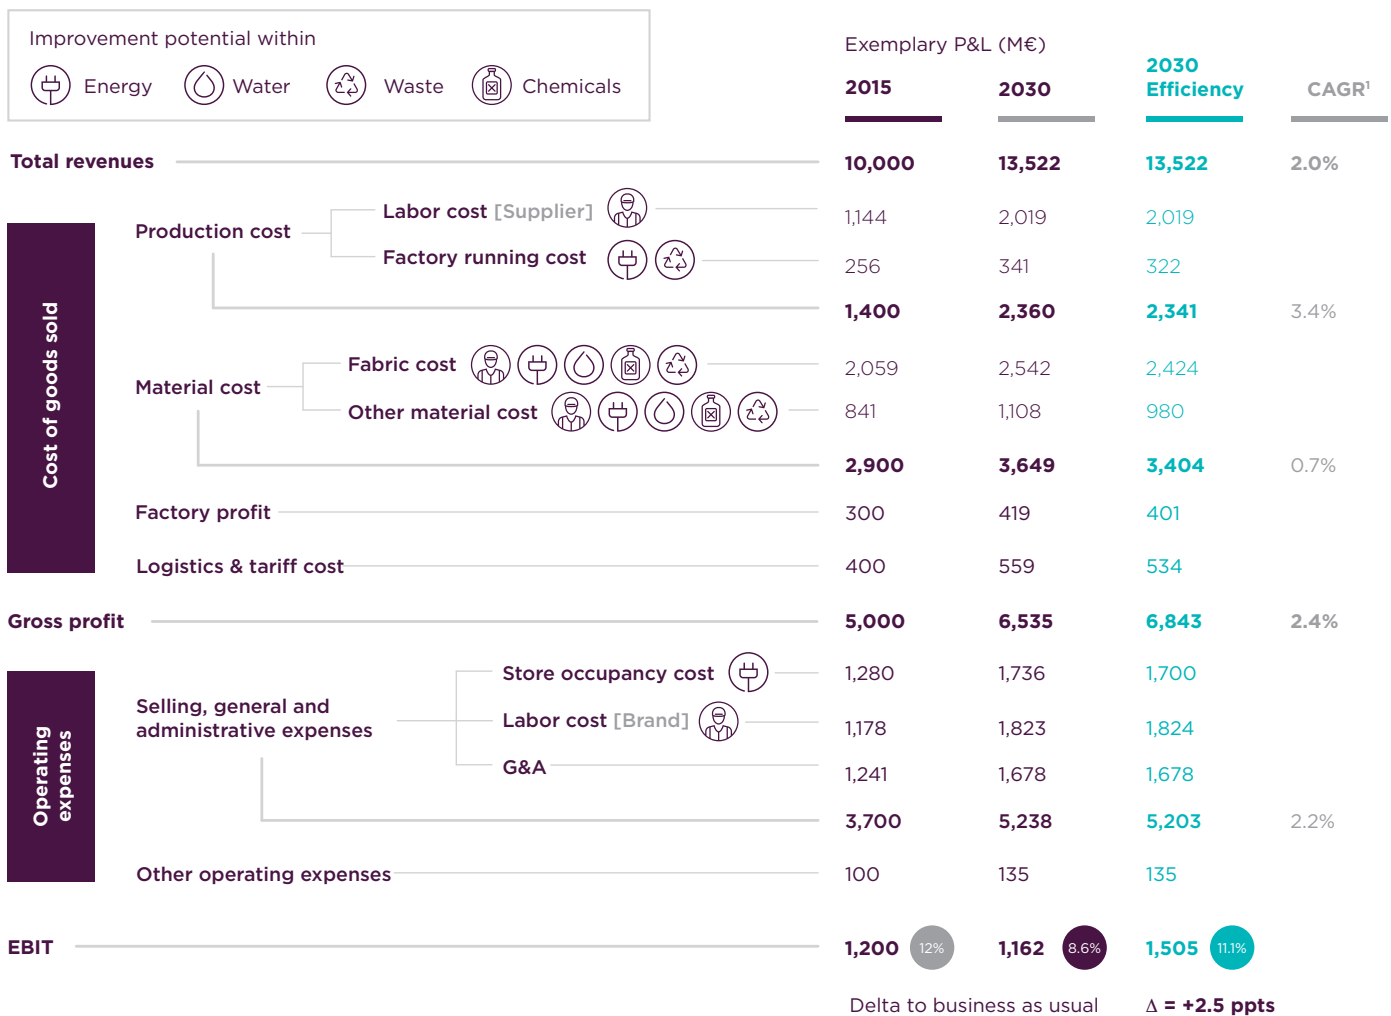 Improvement potential within
Energy Water Waste Chemicals
Exemplary P&L (M€)
2015 2030 2030 Efficiency CAGR¹
Total revenues 10,000 13,522 13,522 2.0%
Cost of goods sold
Production cost
Labor cost [Supplier] 1,144 2,019 2,019
Factory running cost 256 341 322
1,400 2,360 2,341 3.4%
Material cost
Fabric cost 2,059 2,542 2,424
Other material cost 841 1,108 980
2,900 3,649 3,404 0.7%
Factory profit 300 419 401
Logistics & tariff cost 400 559 534
Gross profit 5,000 6,535 6,843 2.4%
Operating
expenses
Selling, general and
administrative expenses
Store occupancy cost 1,280 1,736 1,700
Labor cost [Brand] 1,178 1,823 1,824
G&A 1,241 1,678 1,678
3,700 5,238 5,203 2.2%
Other operating expenses 100 135 135
EBIT 1,200 12% 1,162 8.6% 1,505 11.1%
Delta to business as usual Δ = +2.5 ppts